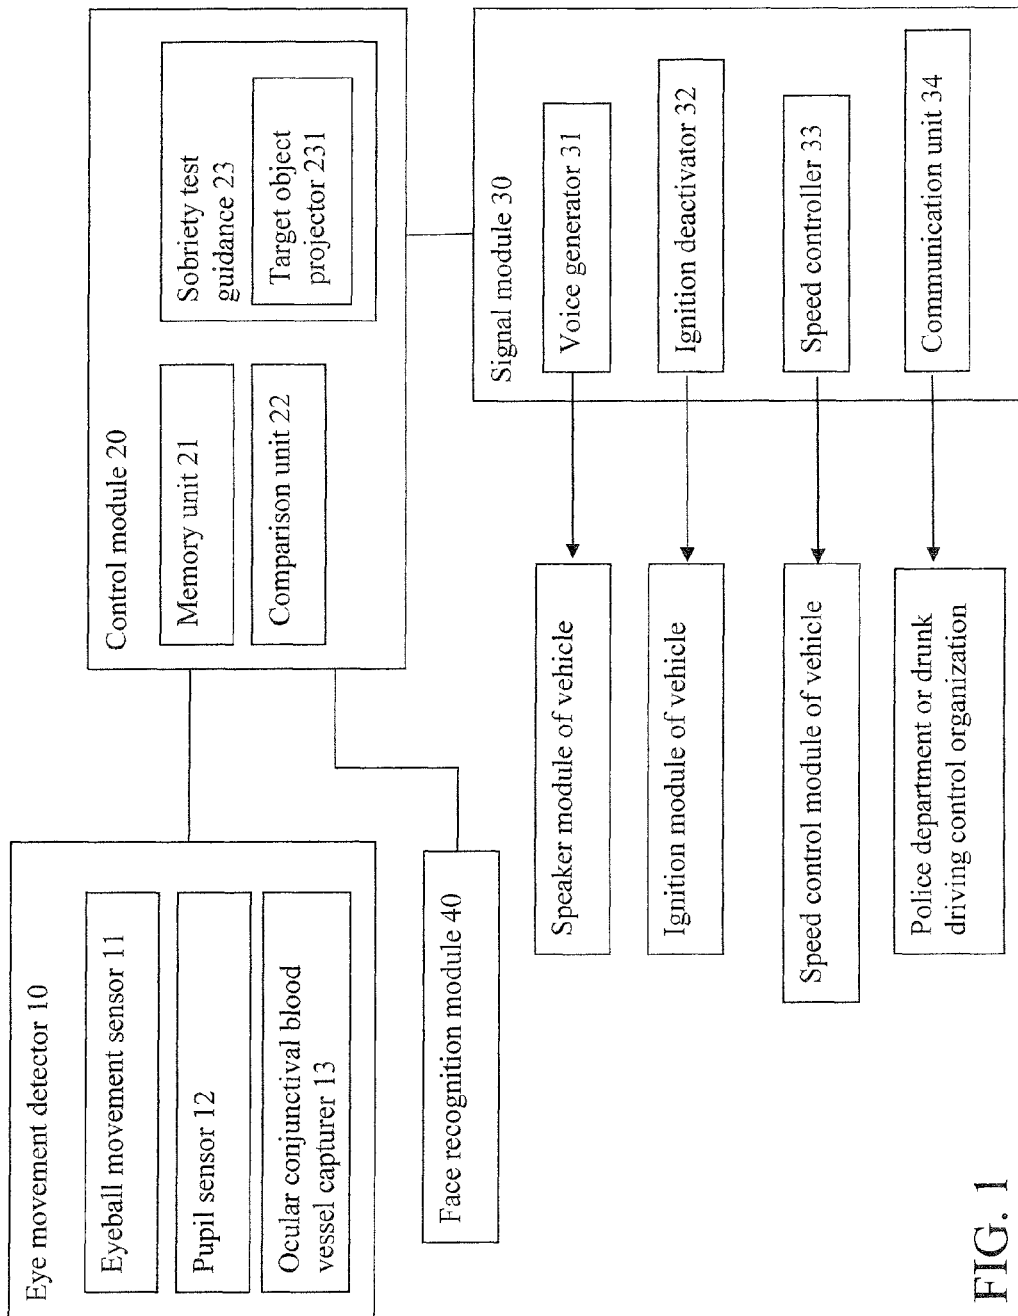 Eye movement detector 10
Eyeball movement sensor 11
Pupil sensor 12
Ocular conjunctival blood
vessel capturer 13
Face recognition module 40
Control module 20
Memory unit 21
Comparison unit 22
Sobriety test
guidance 23
Target object
projector 231
Signal module 30
Voice generator 31
Ignition deactivator 32
Speed controller 33
Communication unit 34
Speaker module of vehicle
Ignition module of vehicle
Speed control module of vehicle
Police department or drunk
driving control organization
FIG. 1